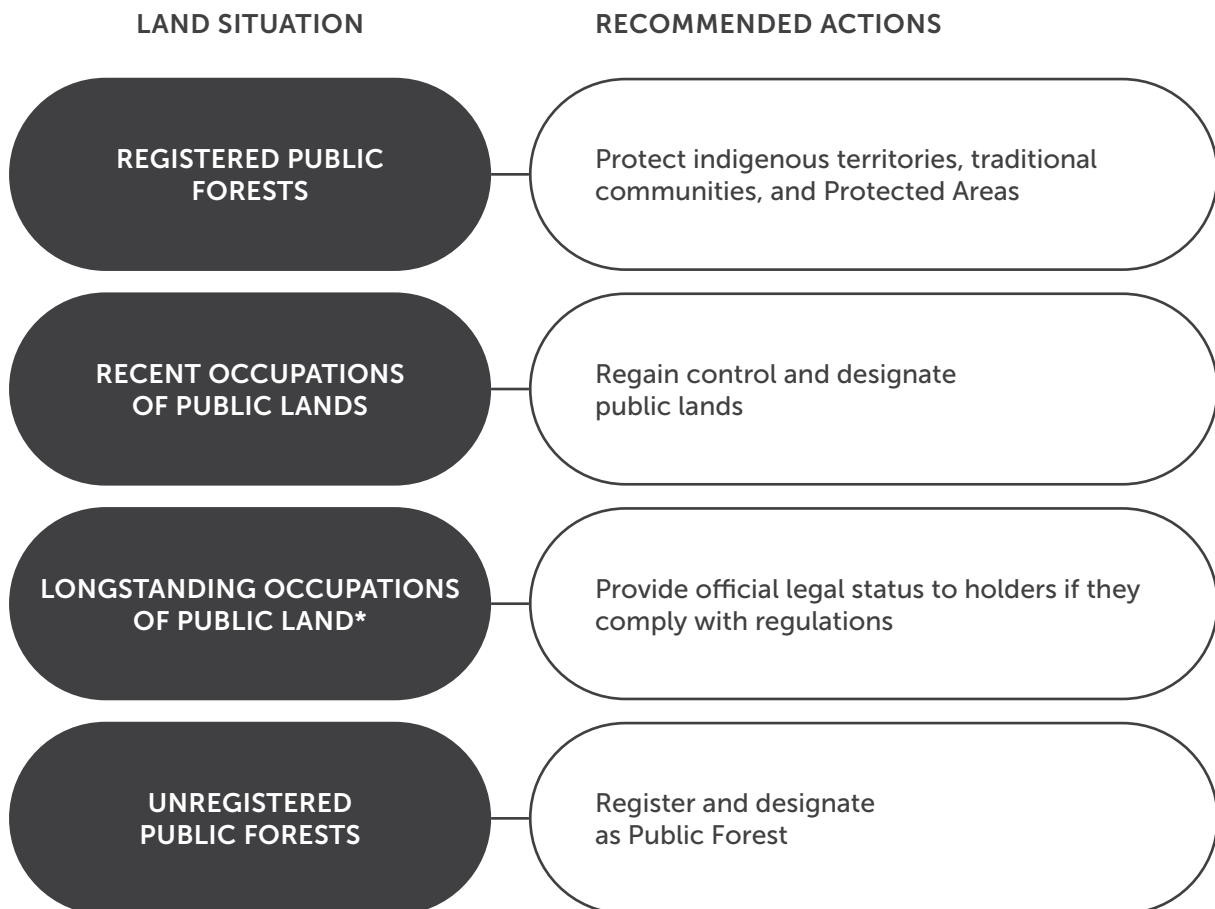 LAND SITUATION
RECOMMENDED ACTIONS
REGISTERED PUBLIC
FORESTS
Protect indigenous territories, traditional
communities, and Protected Areas
RECENT OCCUPATIONS
OF PUBLIC LANDS
Regain control and designate
public lands
LONGSTANDING OCCUPATIONS
OF PUBLIC LAND*
Provide official legal status to holders if they
comply with regulations
UNREGISTERED
PUBLIC FORESTS
Register and designate
as Public Forest